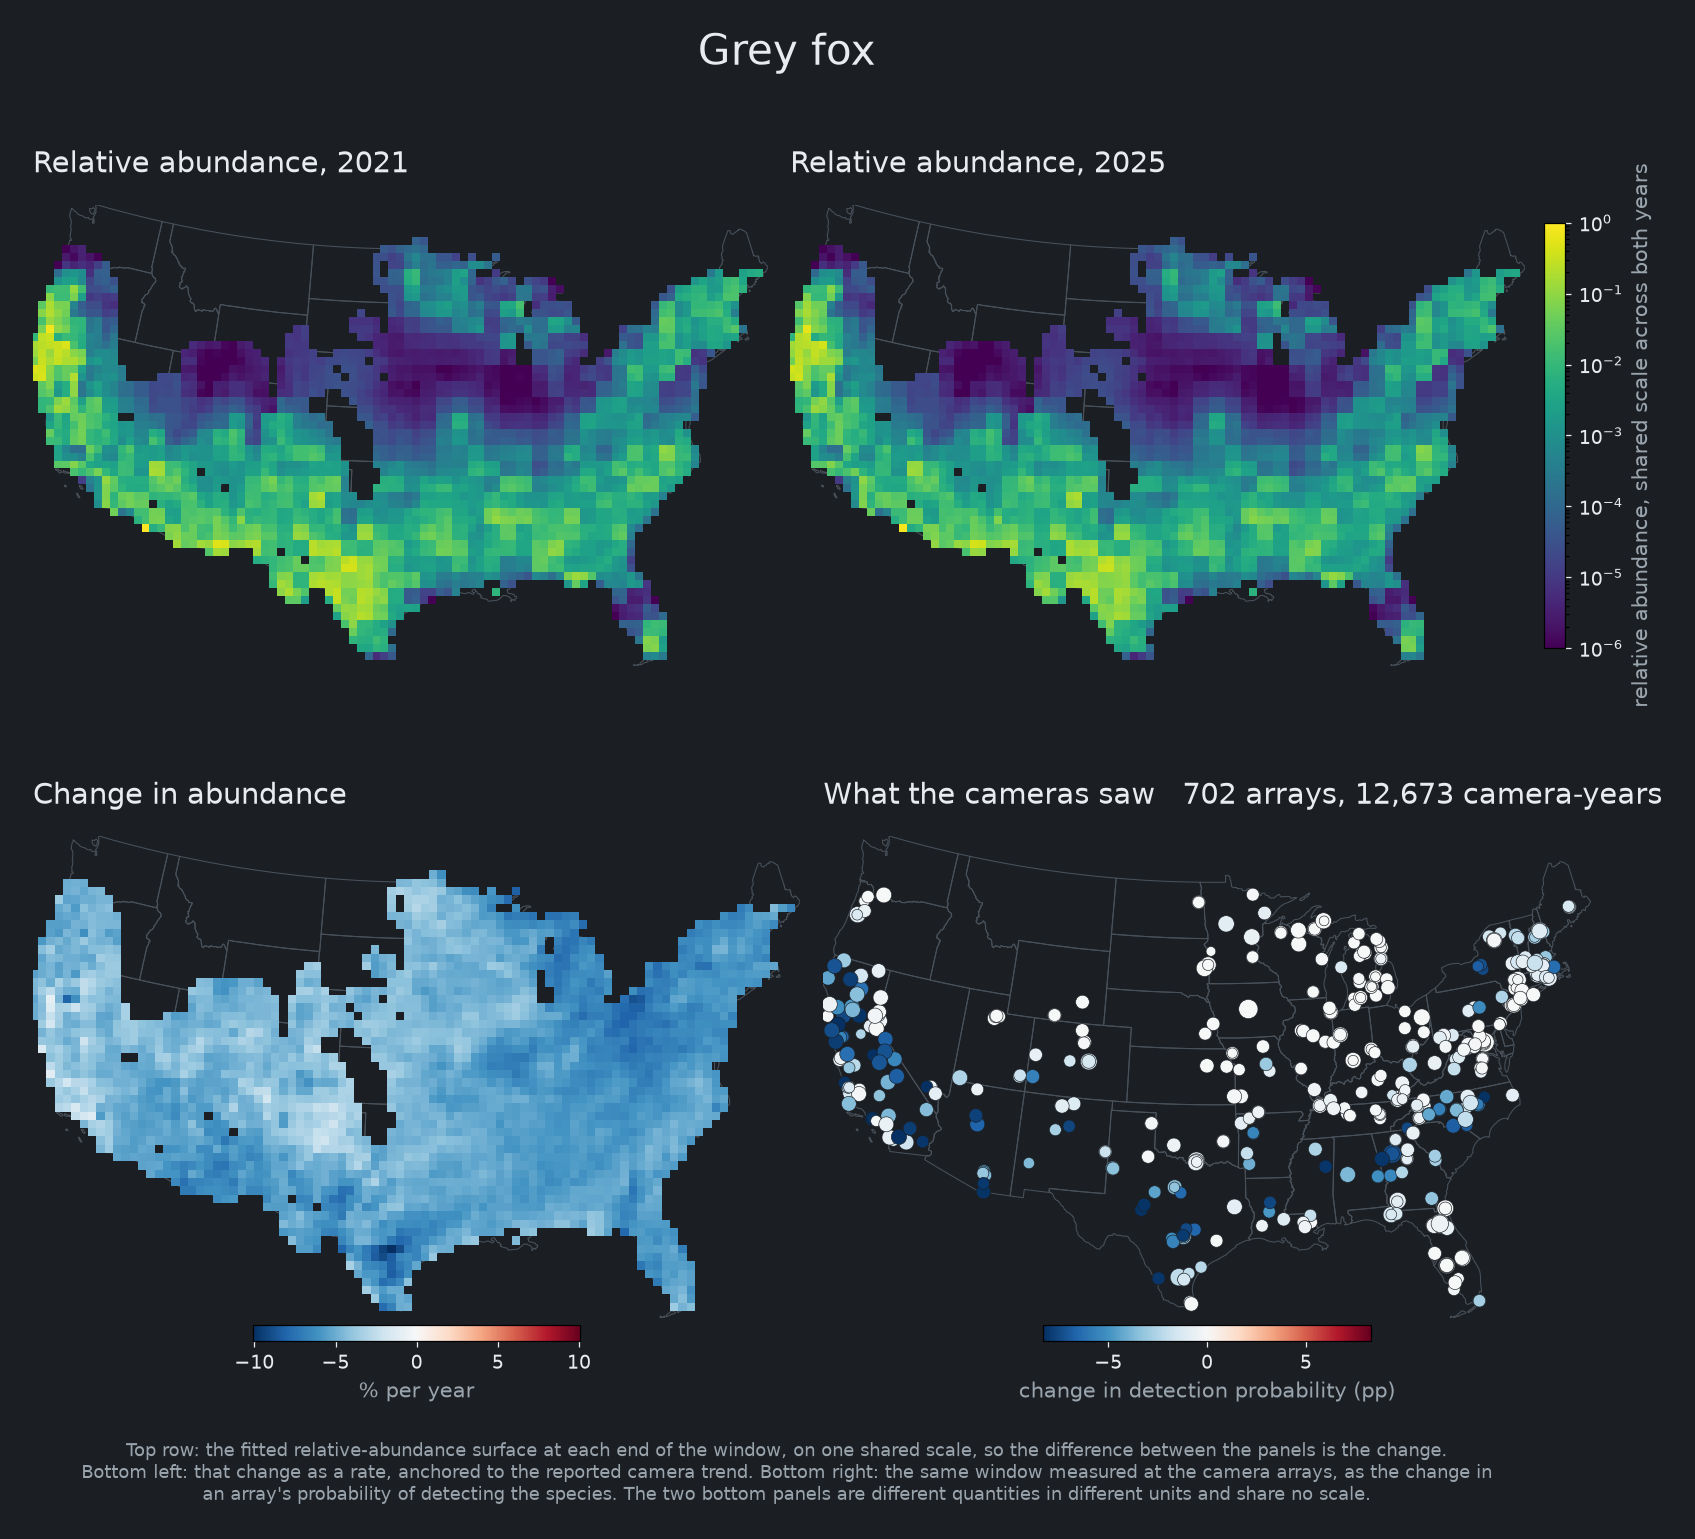 Grey fox
Relative abundance, 2021
Relative abundance, 2025
10⁰
10⁻¹
10⁻²
10⁻³
10⁻⁴
10⁻⁵
10⁻⁶
relative abundance, shared scale across both years
Change in abundance
What the cameras saw   702 arrays, 12,673 camera-years
−10 −5 0 5 10
% per year
−5 0 5
change in detection probability (pp)
Top row: the fitted relative-abundance surface at each end of the window, on one shared scale, so the difference between the panels is the change.
Bottom left: that change as a rate, anchored to the reported camera trend. Bottom right: the same window measured at the camera arrays, as the change in
an array's probability of detecting the species. The two bottom panels are different quantities in different units and share no scale.